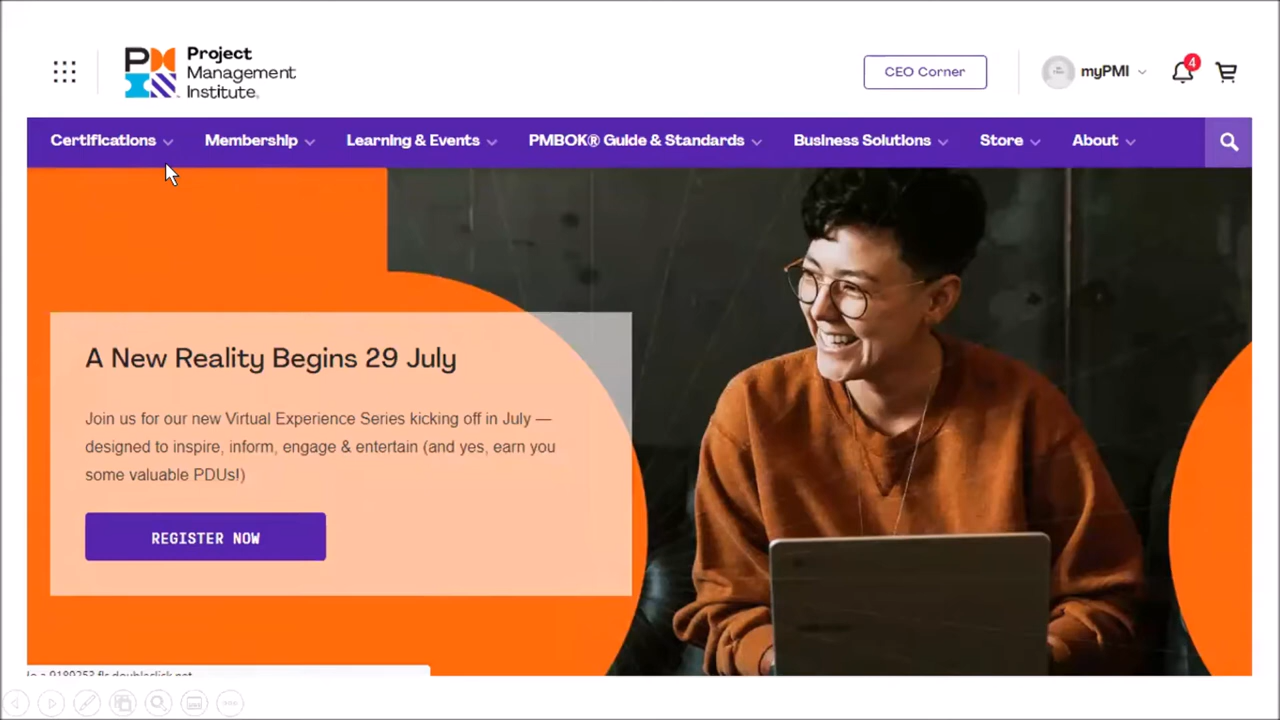 Project
Management
Institute.
CEO Corner
myPMI
4
Certifications
Membership
Learning & Events
PMBOK® Guide & Standards
Business Solutions
Store
About
A New Reality Begins 29 July
Join us for our new Virtual Experience Series kicking off in July —
designed to inspire, inform, engage & entertain (and yes, earn you
some valuable PDUs!)
REGISTER NOW